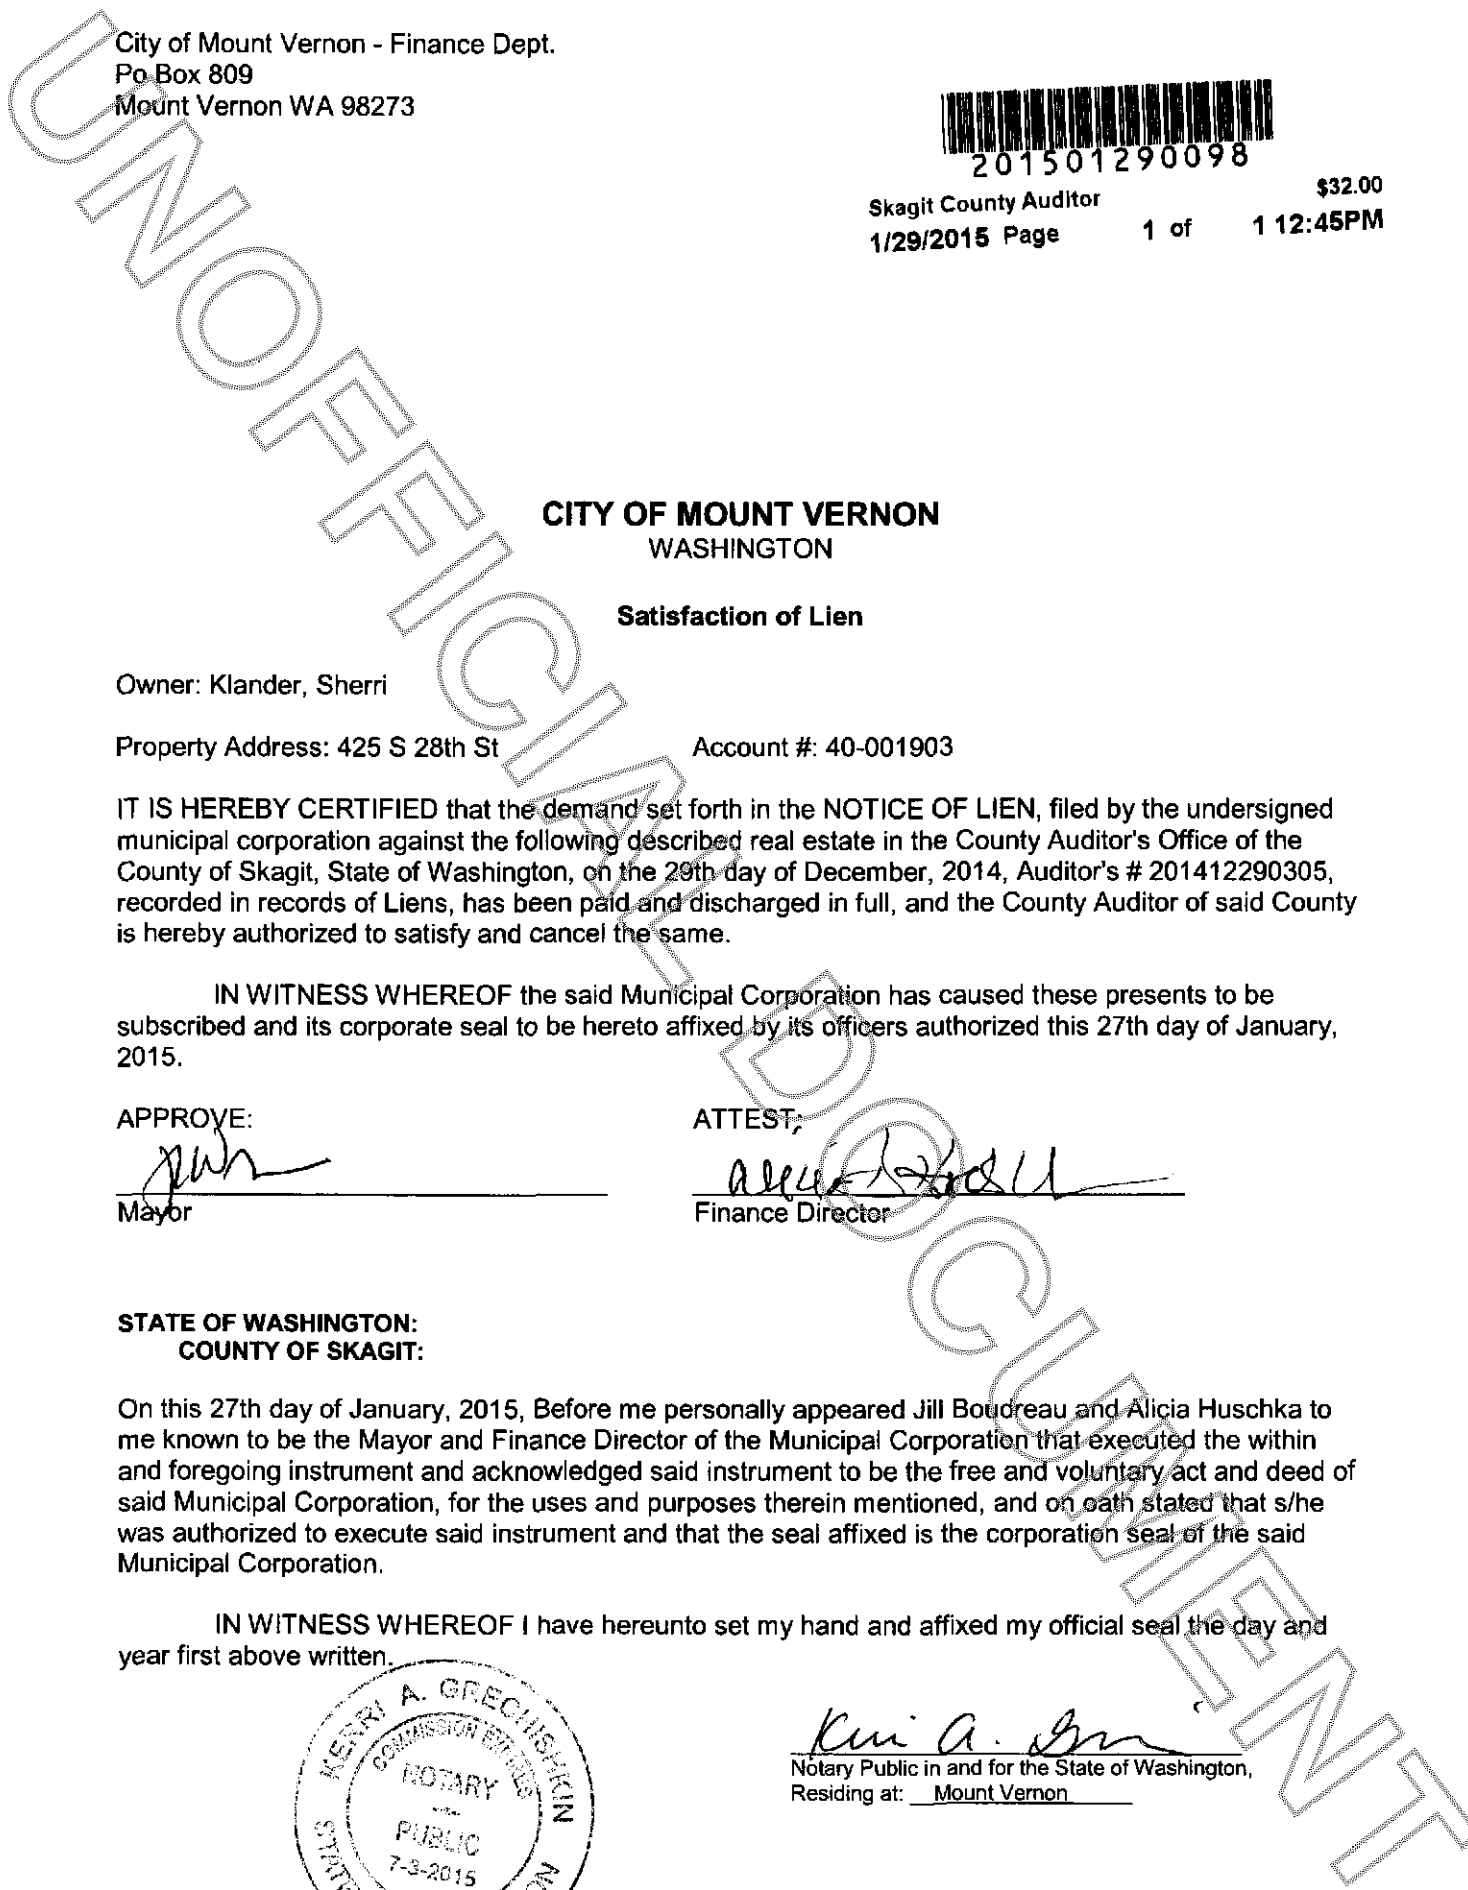 City of Mount Vernon - Finance Dept.
Po Box 809
Mount Vernon WA 98273
201501290098
Skagit County Auditor $32.00
1/29/2015 Page 1 of 1 12:45PM
CITY OF MOUNT VERNON
WASHINGTON
Satisfaction of Lien
Owner: Klander, Sherri
Property Address: 425 S 28th St Account #: 40-001903
IT IS HEREBY CERTIFIED that the demand set forth in the NOTICE OF LIEN, filed by the undersigned
municipal corporation against the following described real estate in the County Auditor's Office of the
County of Skagit, State of Washington, on the 29th day of December, 2014, Auditor's # 201412290305,
recorded in records of Liens, has been paid and discharged in full, and the County Auditor of said County
is hereby authorized to satisfy and cancel the same.
IN WITNESS WHEREOF the said Municipal Corporation has caused these presents to be
subscribed and its corporate seal to be hereto affixed by its officers authorized this 27th day of January,
2015.
APPROVE: ATTEST:
Mayor Finance Director
STATE OF WASHINGTON:
COUNTY OF SKAGIT:
On this 27th day of January, 2015, Before me personally appeared Jill Boudreau and Alicia Huschka to
me known to be the Mayor and Finance Director of the Municipal Corporation that executed the within
and foregoing instrument and acknowledged said instrument to be the free and voluntary act and deed of
said Municipal Corporation, for the uses and purposes therein mentioned, and on oath stated that s/he
was authorized to execute said instrument and that the seal affixed is the corporation seal of the said
Municipal Corporation.
IN WITNESS WHEREOF I have hereunto set my hand and affixed my official seal the day and
year first above written.
KERRI A. GRECHISHKIN
COMMISSION EXPIRES
NOTARY
PUBLIC
7-3-2015
Notary Public in and for the State of Washington,
Residing at: Mount Vernon
UNOFFICIAL DOCUMENT